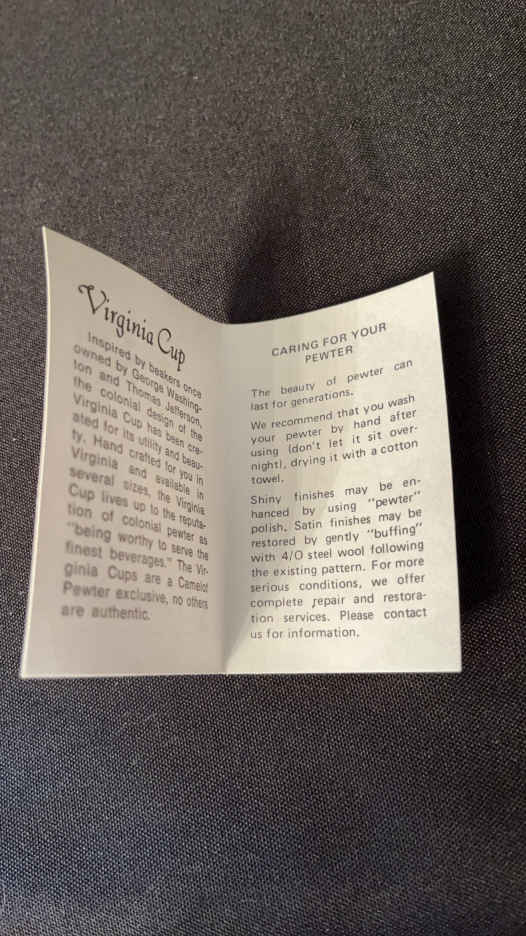 Virginia Cup
Inspired by beakers once
owned by George Washing-
ton and Thomas Jefferson,
the colonial design of the
Virginia Cup has been cre-
ated for its utility and beau-
ty. Hand crafted for you in
Virginia and available in
several sizes, the Virginia
Cup lives up to the reputa-
tion of colonial pewter as
"being worthy to serve the
finest beverages." The Vir-
ginia Cups are a Camelot
Pewter exclusive, no others
are authentic.
CARING FOR YOUR
PEWTER
The beauty of pewter can
last for generations.
We recommend that you wash
your pewter by hand after
using (don't let it sit over-
night), drying it with a cotton
towel.
Shiny finishes may be en-
hanced by using "pewter"
polish. Satin finishes may be
restored by gently "buffing"
with 4/O steel wool following
the existing pattern. For more
serious conditions, we offer
complete repair and restora-
tion services. Please contact
us for information.